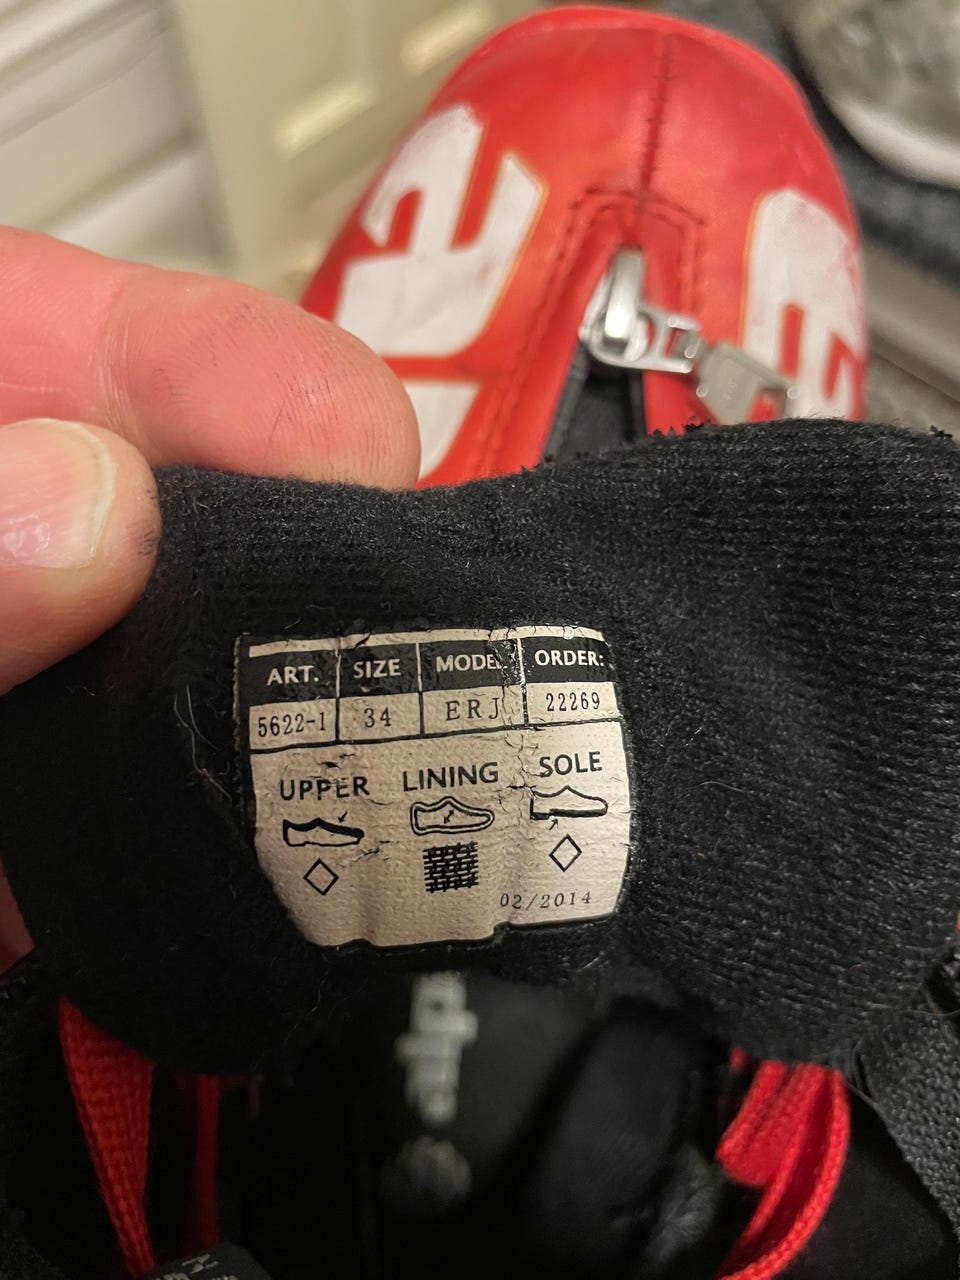 ART. SIZE MODEL ORDER:
5622-1 34 ERJ 22269
UPPER LINING SOLE
02/2014